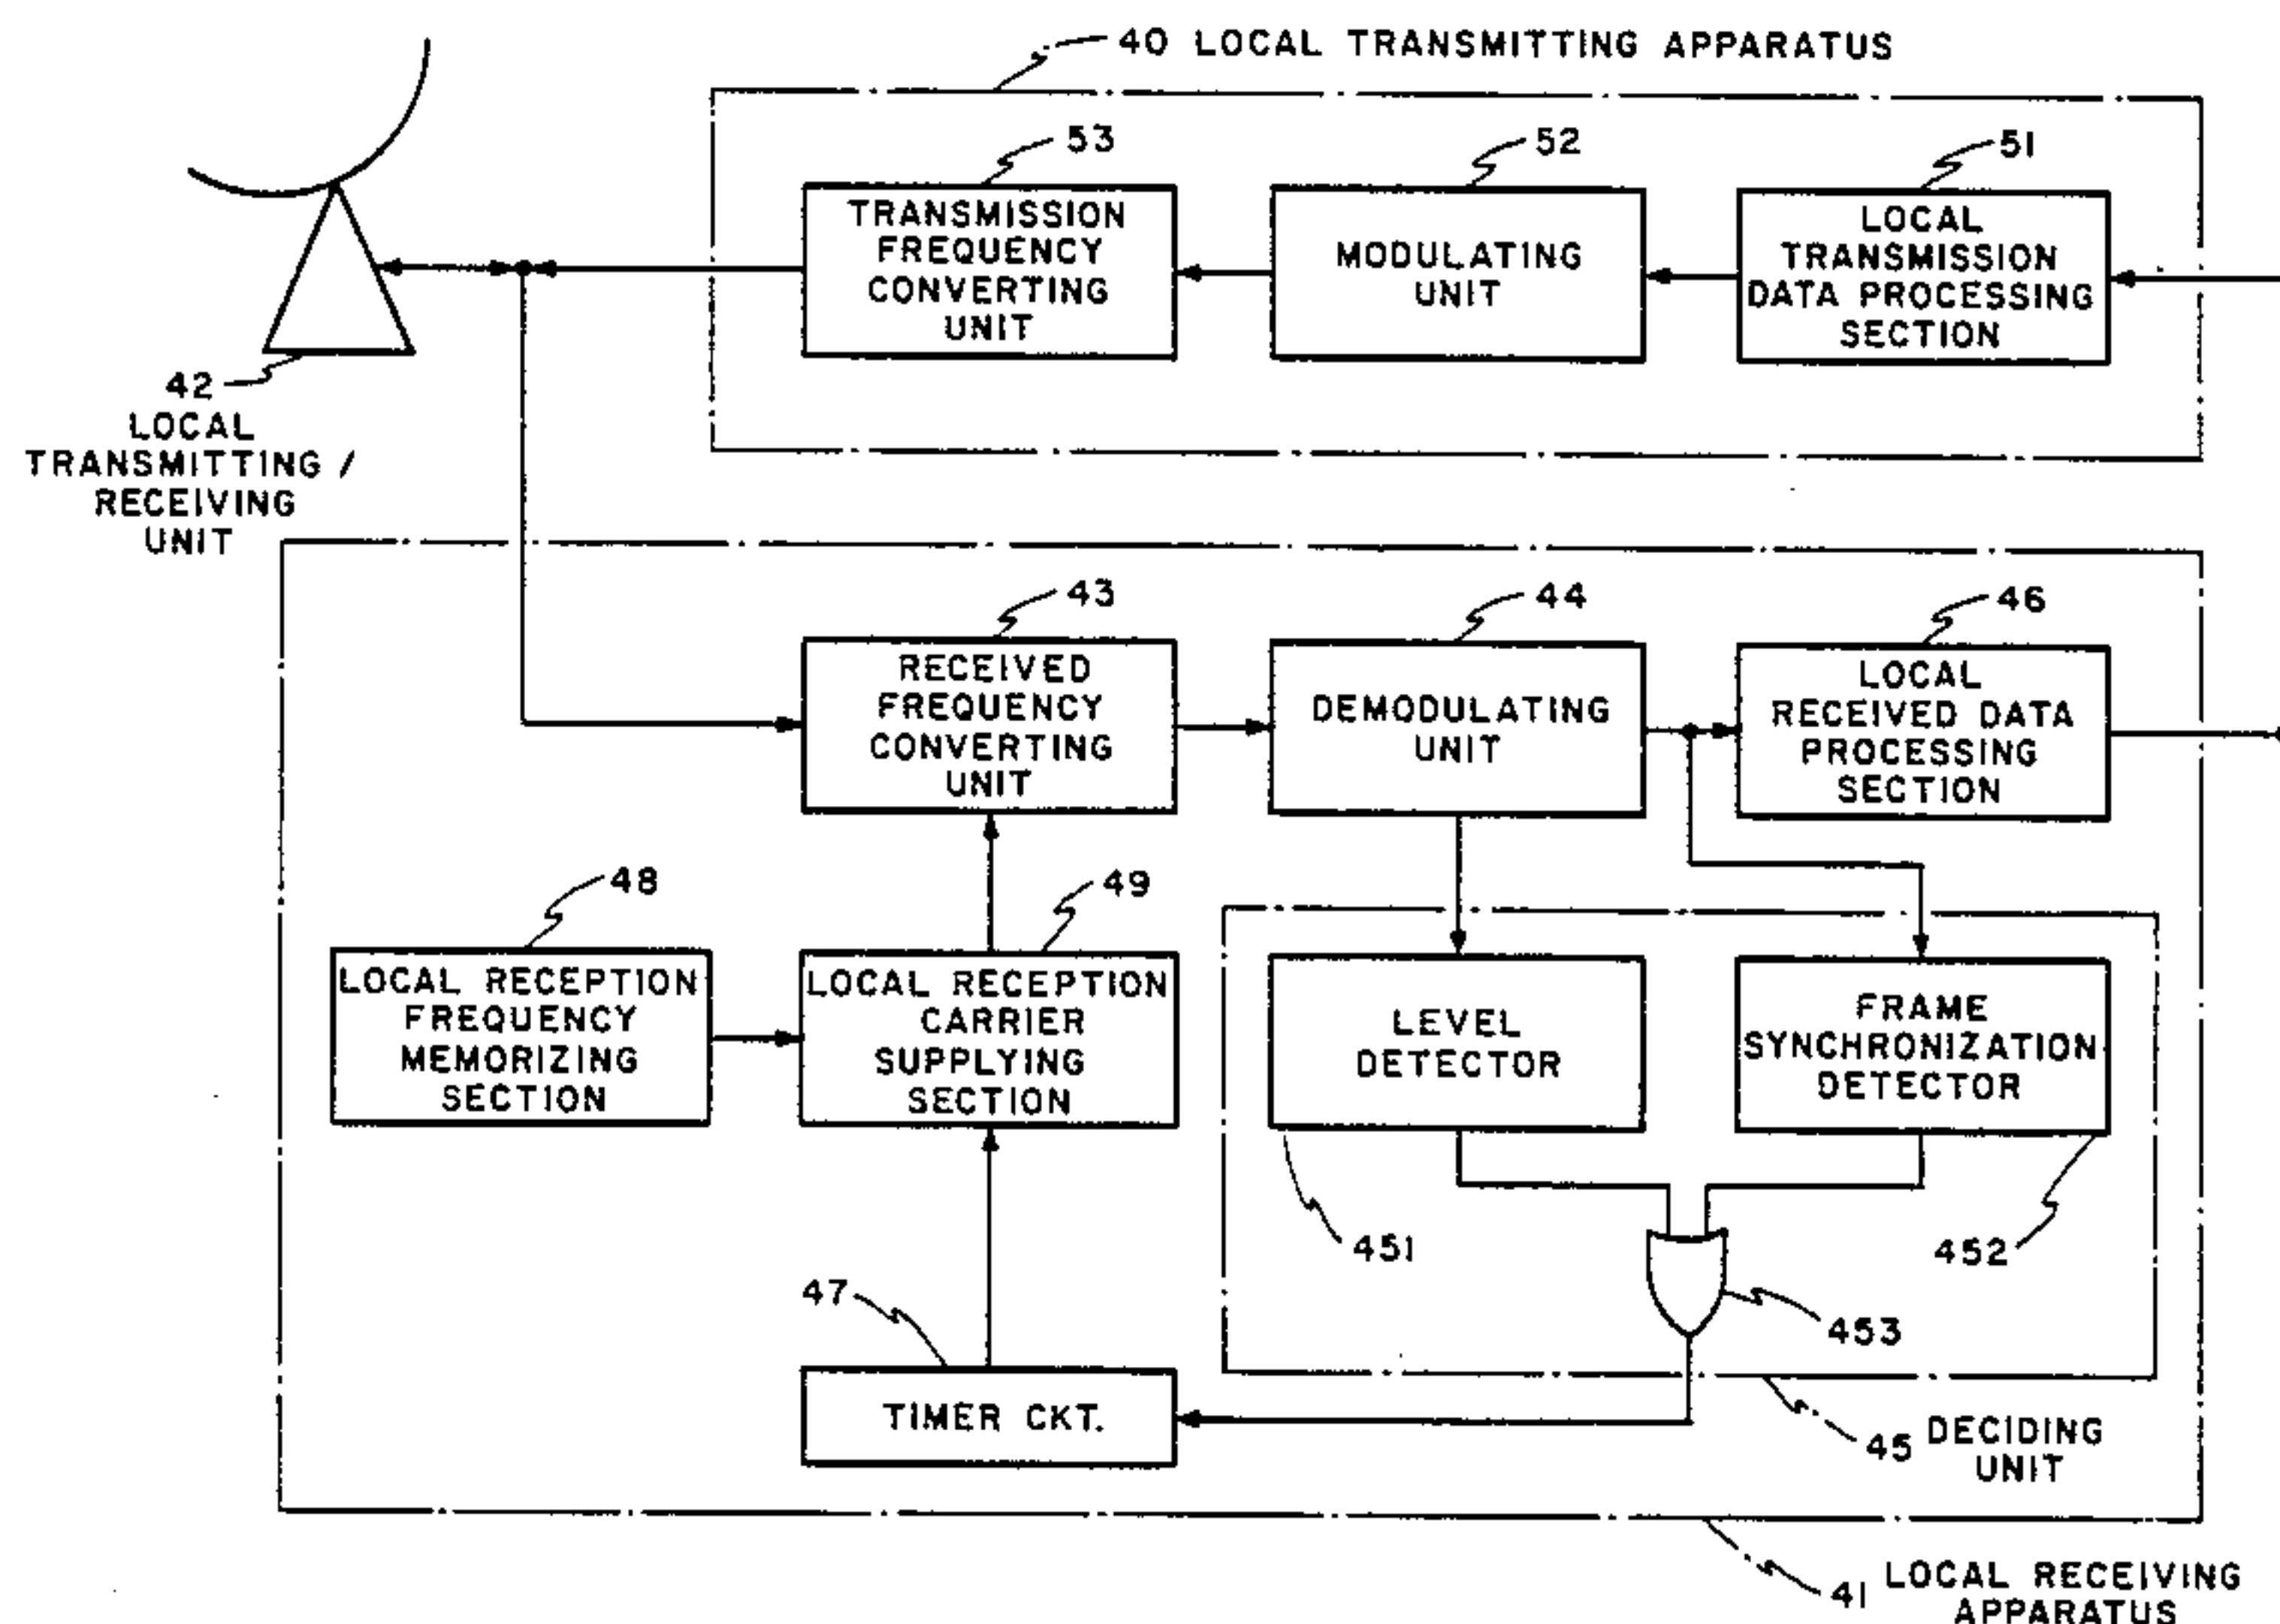 40 LOCAL TRANSMITTING APPARATUS
53
52
51
TRANSMISSION
FREQUENCY
CONVERTING
UNIT
MODULATING
UNIT
LOCAL
TRANSMISSION
DATA PROCESSING
SECTION
42
LOCAL
TRANSMITTING /
RECEIVING
UNIT
43
44
46
RECEIVED
FREQUENCY
CONVERTING
UNIT
DEMODULATING
UNIT
LOCAL
RECEIVED DATA
PROCESSING
SECTION
48
49
LOCAL RECEPTION
FREQUENCY
MEMORIZING
SECTION
LOCAL RECEPTION
CARRIER
SUPPLYING
SECTION
LEVEL
DETECTOR
FRAME
SYNCHRONIZATION
DETECTOR
451
452
453
47
TIMER CKT.
45 DECIDING
UNIT
41 LOCAL RECEIVING
APPARATUS